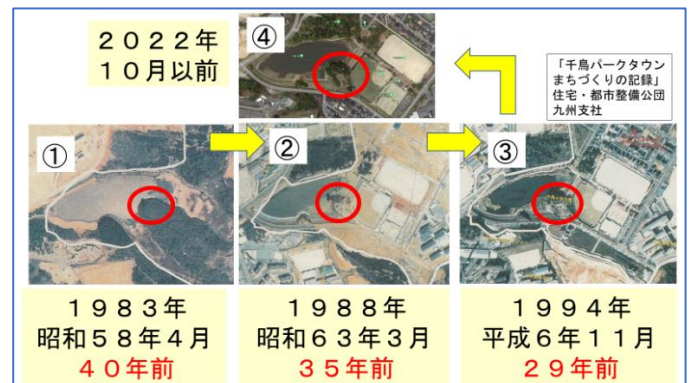 ２０２２年
１０月以前
④
「千鳥パークタウン
まちづくりの記録」
住宅・都市整備公団
九州支社
①
②
③
１９８３年
昭和５８年４月
４０年前
１９８８年
昭和６３年３月
３５年前
１９９４年
平成６年１１月
２９年前